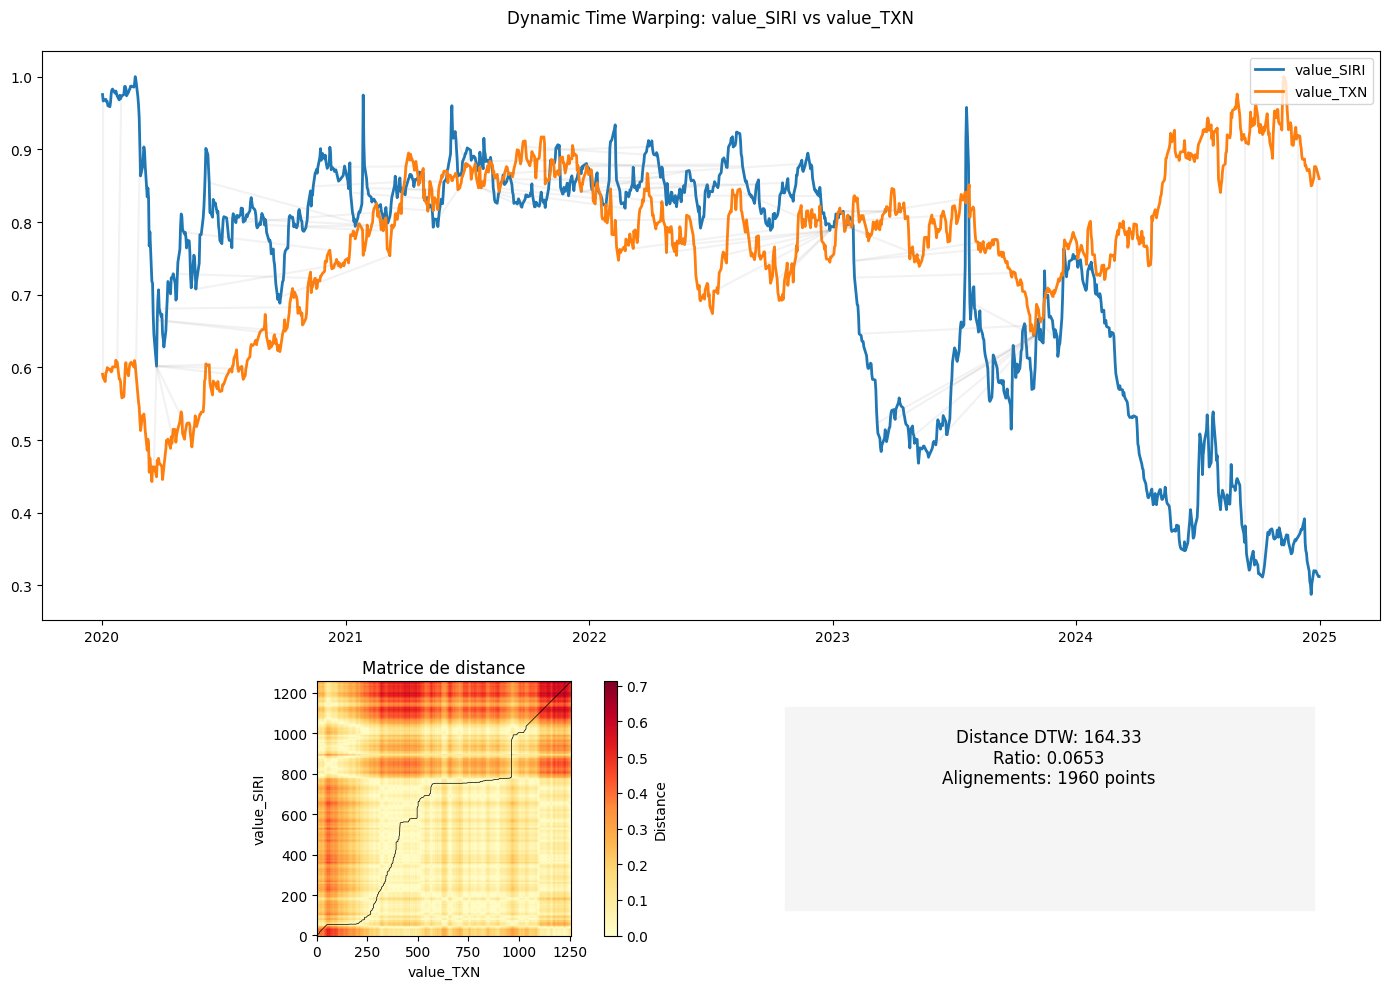 Dynamic Time Warping: value_SIRI vs value_TXN
value_SIRI
value_TXN
1.0
0.9
0.8
0.7
0.6
0.5
0.4
0.3
2020 2021 2022 2023 2024 2025
Matrice de distance
value_SIRI
1200
1000
800
600
400
200
0
0 250 500 750 1000 1250
value_TXN
0.7
0.6
0.5
0.4
0.3
0.2
0.1
0.0
Distance
Distance DTW: 164.33
Ratio: 0.0653
Alignements: 1960 points